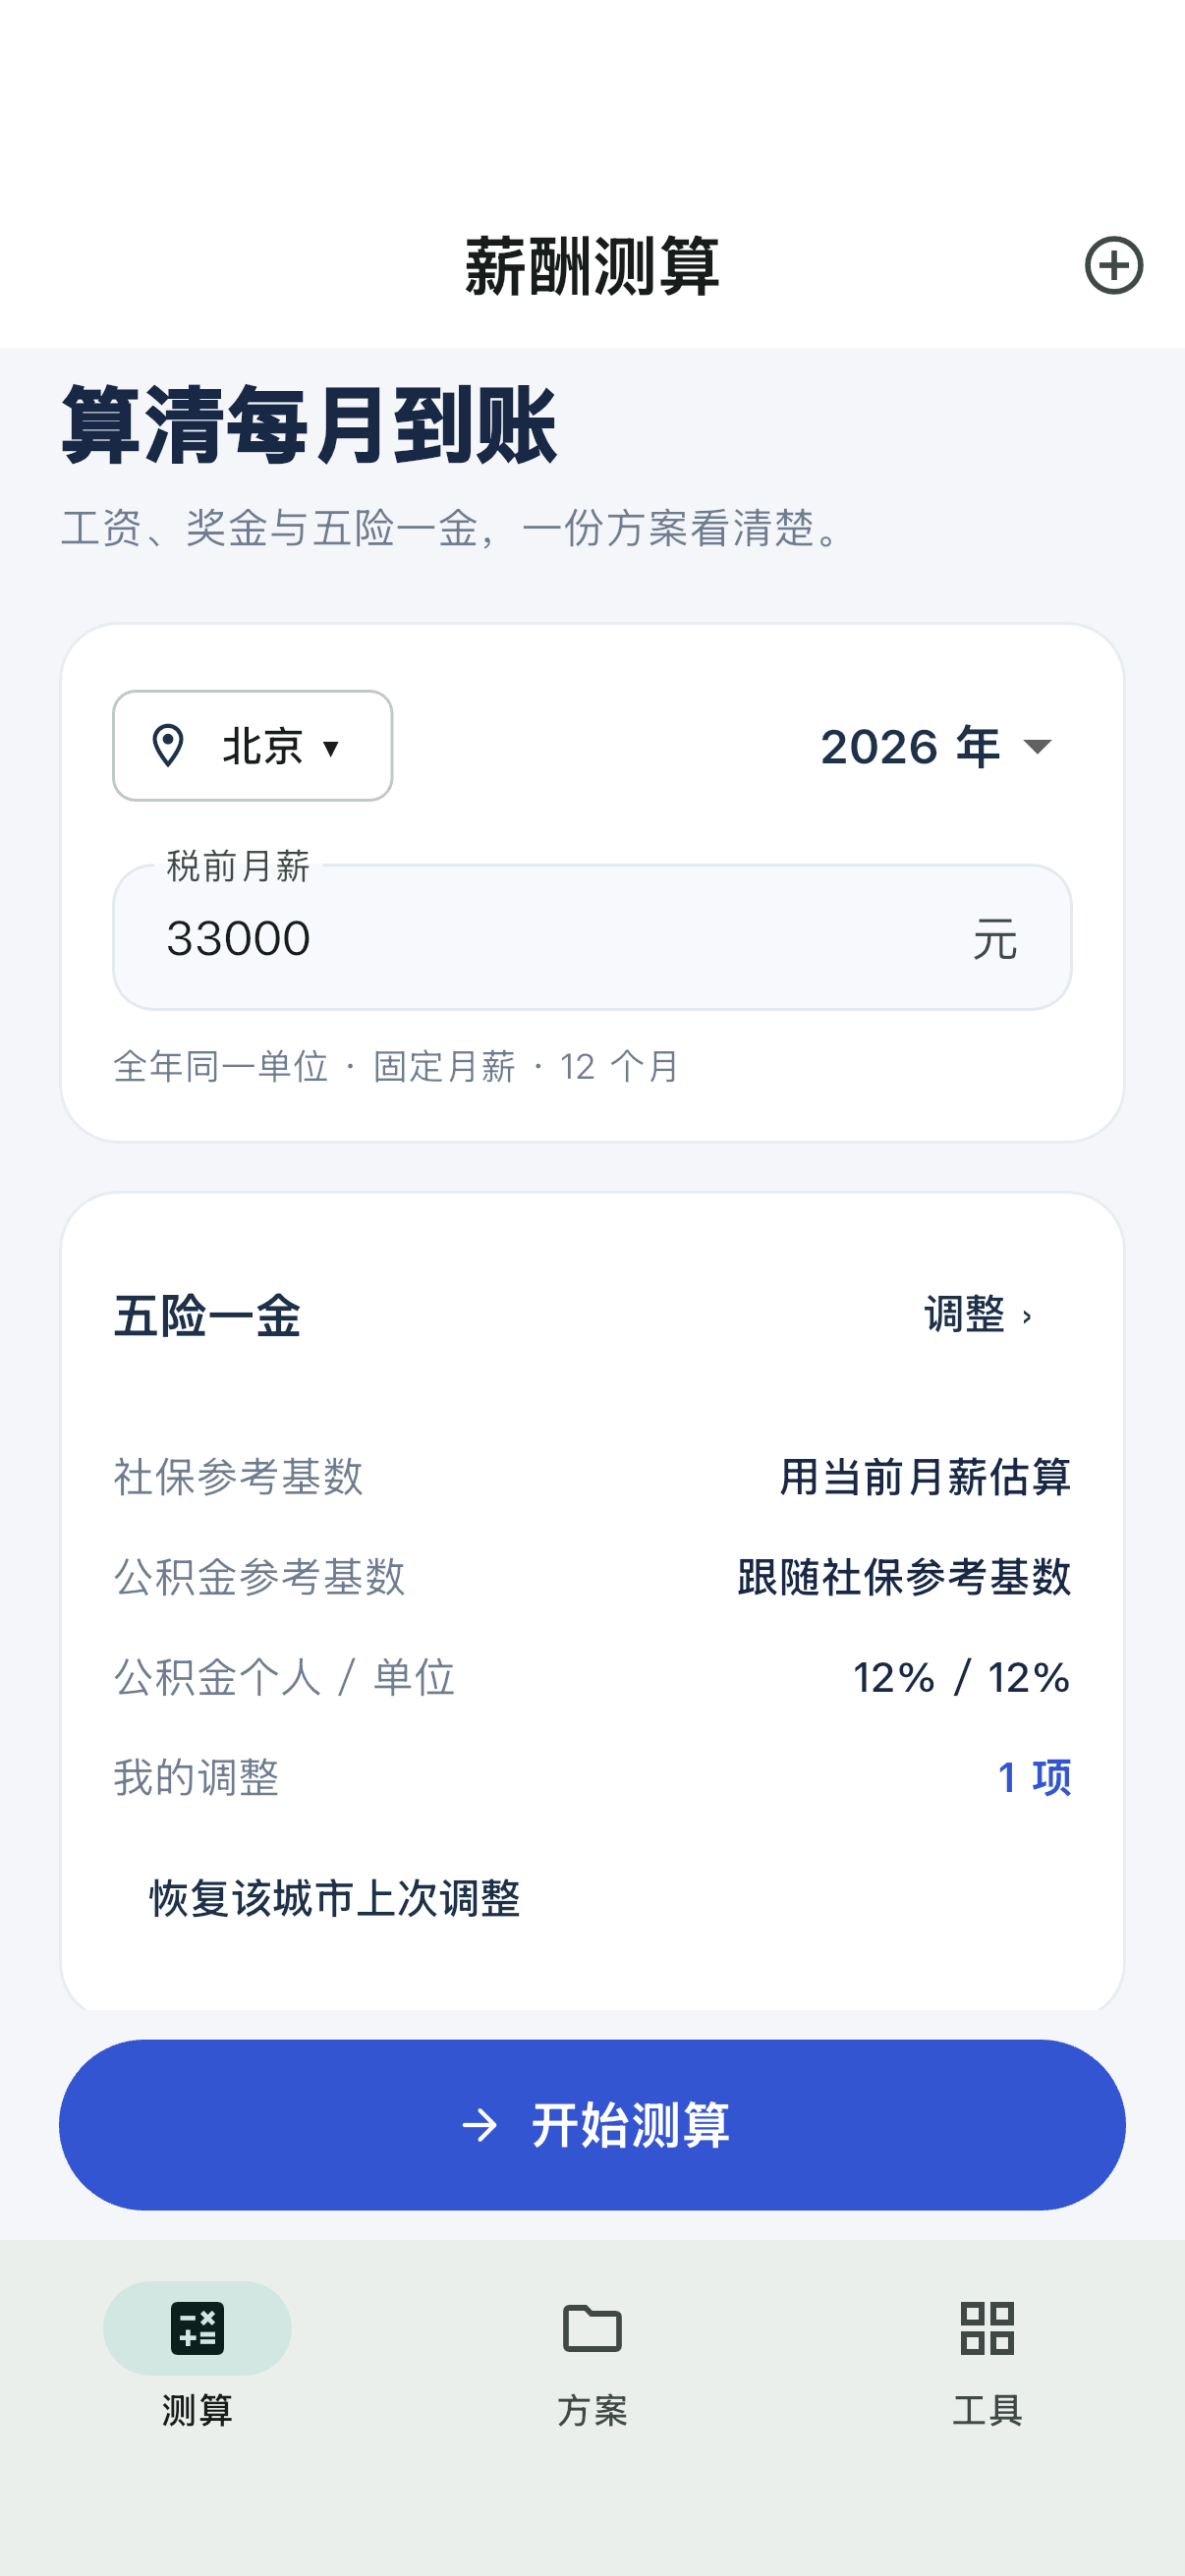 薪酬测算
算清每月到账
工资、奖金与五险一金，一份方案看清楚。
北京 ▾
2026 年
税前月薪
33000 元
全年同一单位 · 固定月薪 · 12 个月
五险一金 调整 ›
社保参考基数 用当前月薪估算
公积金参考基数 跟随社保参考基数
公积金个人 / 单位 12% / 12%
我的调整 1 项
恢复该城市上次调整
→ 开始测算
测算 方案 工具